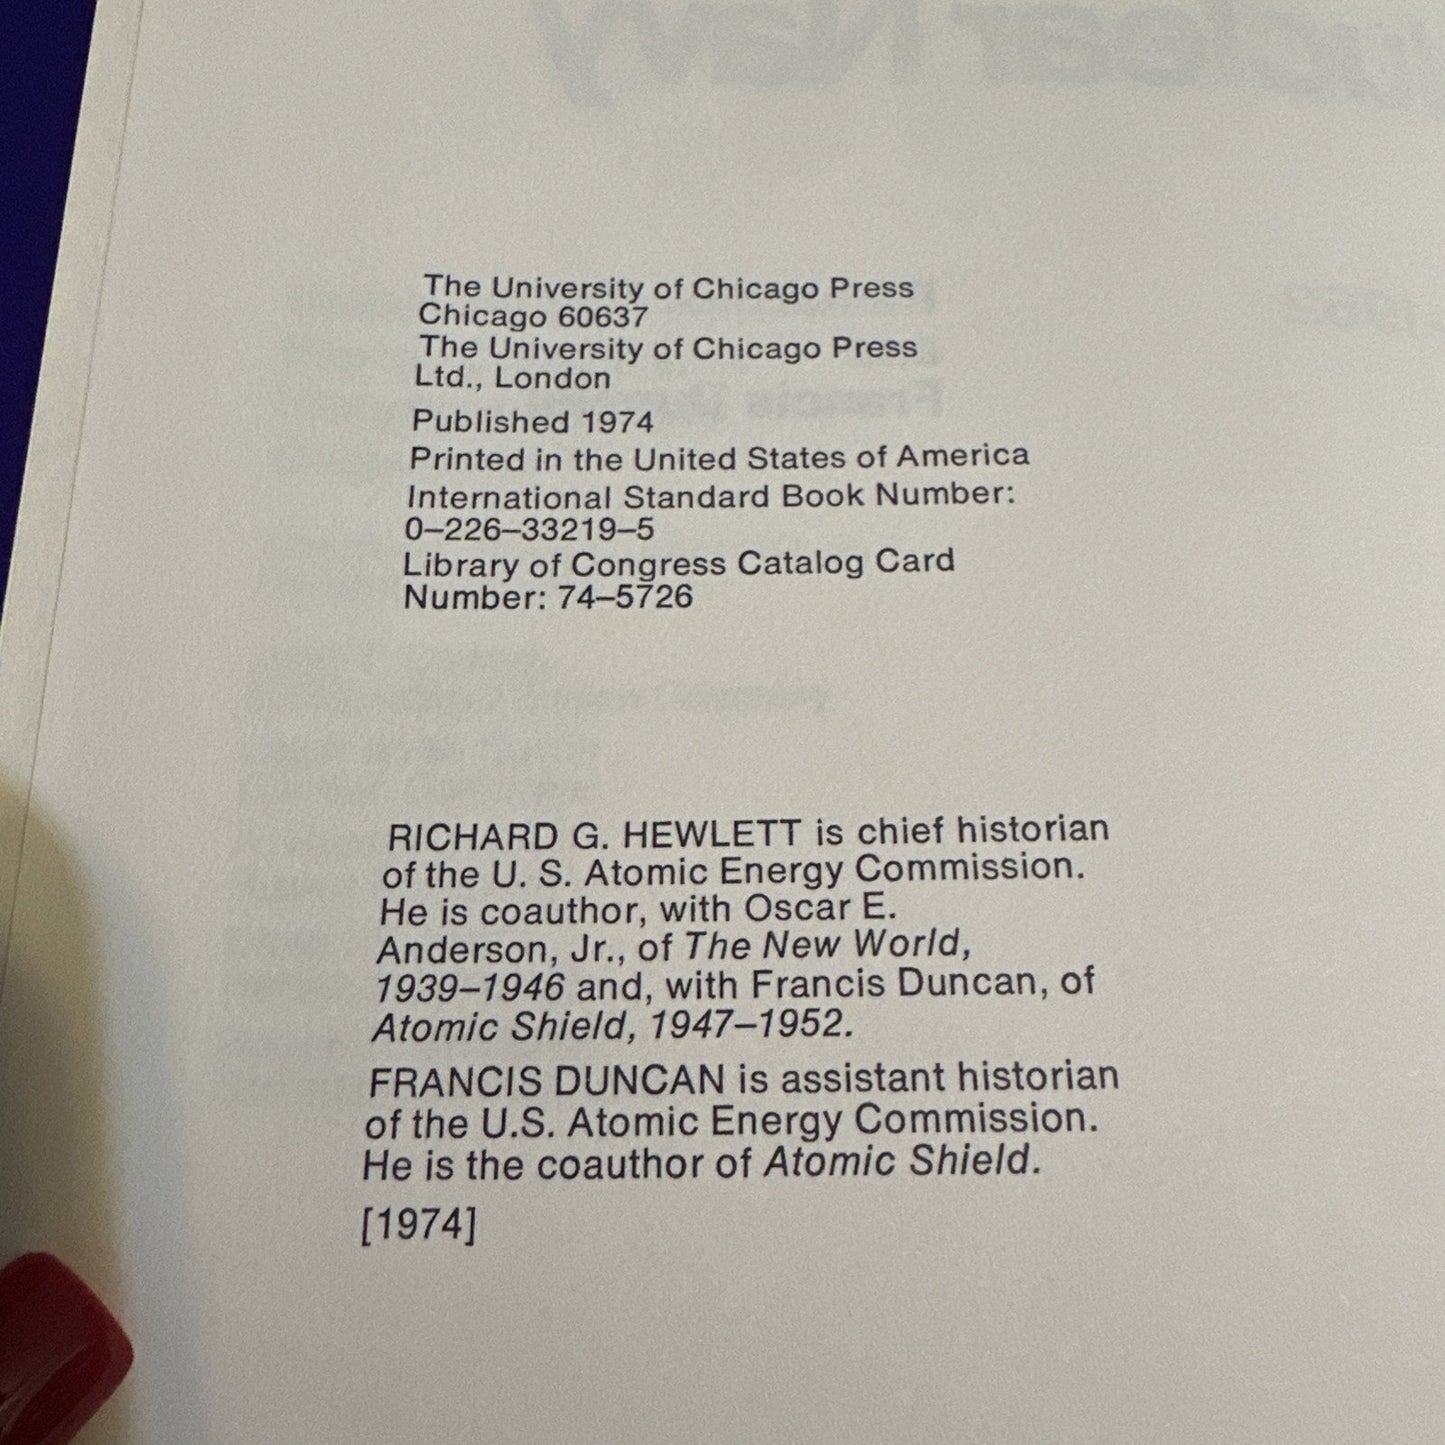 The University of Chicago Press
Chicago 60637
The University of Chicago Press
Ltd., London
Published 1974
Printed in the United States of America
International Standard Book Number:
0–226–33219–5
Library of Congress Catalog Card
Number: 74–5726
RICHARD G. HEWLETT is chief historian
of the U. S. Atomic Energy Commission.
He is coauthor, with Oscar E.
Anderson, Jr., of The New World,
1939–1946 and, with Francis Duncan, of
Atomic Shield, 1947–1952.
FRANCIS DUNCAN is assistant historian
of the U.S. Atomic Energy Commission.
He is the coauthor of Atomic Shield.
[1974]